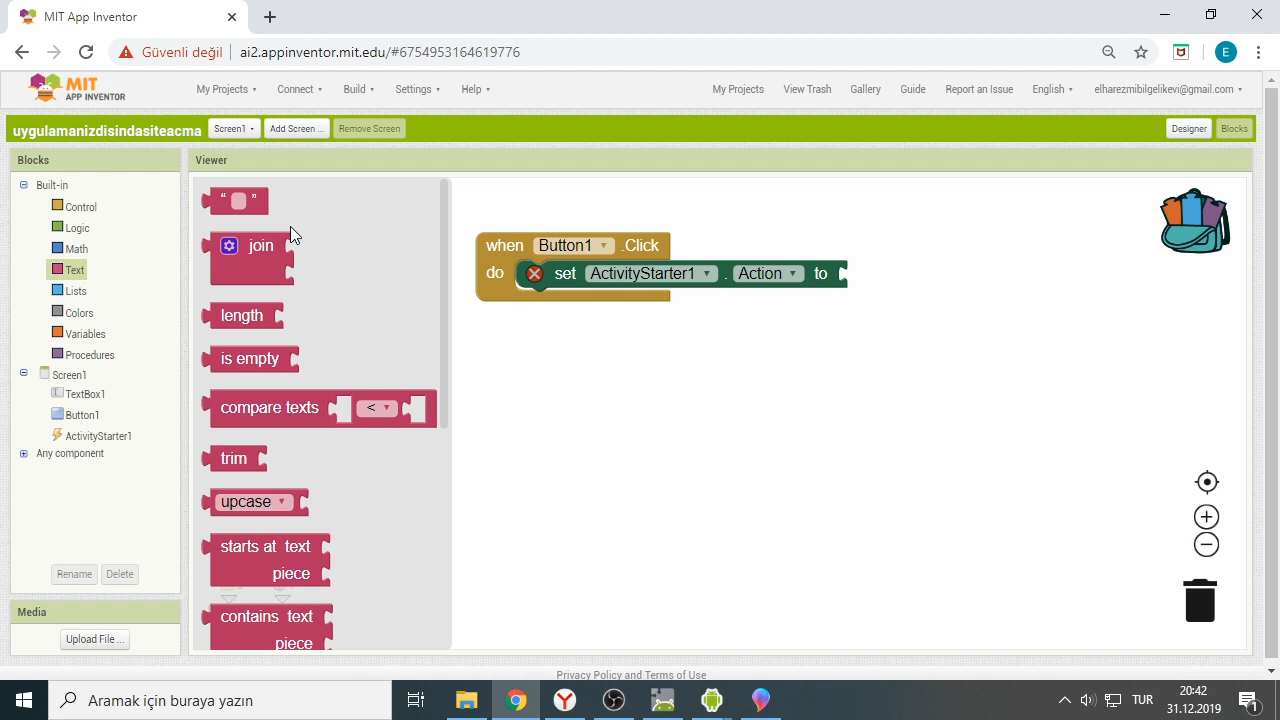 MIT App Inventor
Güvenli değil
ai2.appinventor.mit.edu/#6754953164619776
E
MIT
APP INVENTOR
My Projects
Connect
Build
Settings
Help
My Projects
View Trash
Gallery
Guide
Report an Issue
English
elharezmibilgelikevi@gmail.com
uygulamanizdisindasiteacma
Screen1
Add Screen ...
Remove Screen
Designer
Blocks
Blocks
Viewer
Built-in
Control
Logic
Math
Text
Lists
Colors
Variables
Procedures
Screen1
TextBox1
Button1
ActivityStarter1
Any component
Rename
Delete
Media
Upload File ...
“ ”
join
length
is empty
compare texts <
trim
upcase
starts at text
piece
contains text
piece
when Button1 .Click
do set ActivityStarter1 . Action to
Privacy Policy and Terms of Use
Aramak için buraya yazın
TUR
20:42
31.12.2019
1